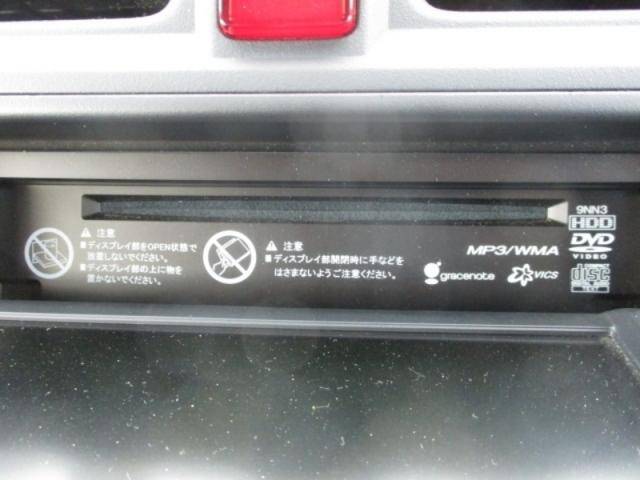 ⚠ 注意
■ディスプレイ部をOPEN状態で
放置しないでください。
■ディスプレイ部の上に物を
置かないでください。
⚠ 注意
■ディスプレイ部開閉時に手などを
はさまないようご注意ください。
MP3/WMA
gracenote
VICS
9NN3
HDD
DVD
VIDEO
disc
TEXT